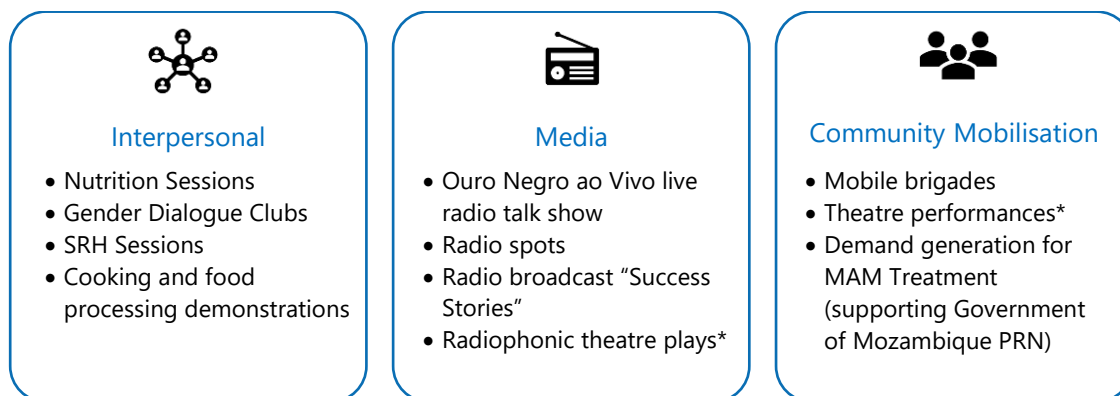 Interpersonal
• Nutrition Sessions
• Gender Dialogue Clubs
• SRH Sessions
• Cooking and food
processing demonstrations
Media
• Ouro Negro ao Vivo live
radio talk show
• Radio spots
• Radio broadcast “Success
Stories”
• Radiophonic theatre plays*
Community Mobilisation
• Mobile brigades
• Theatre performances*
• Demand generation for
MAM Treatment
(supporting Government
of Mozambique PRN)